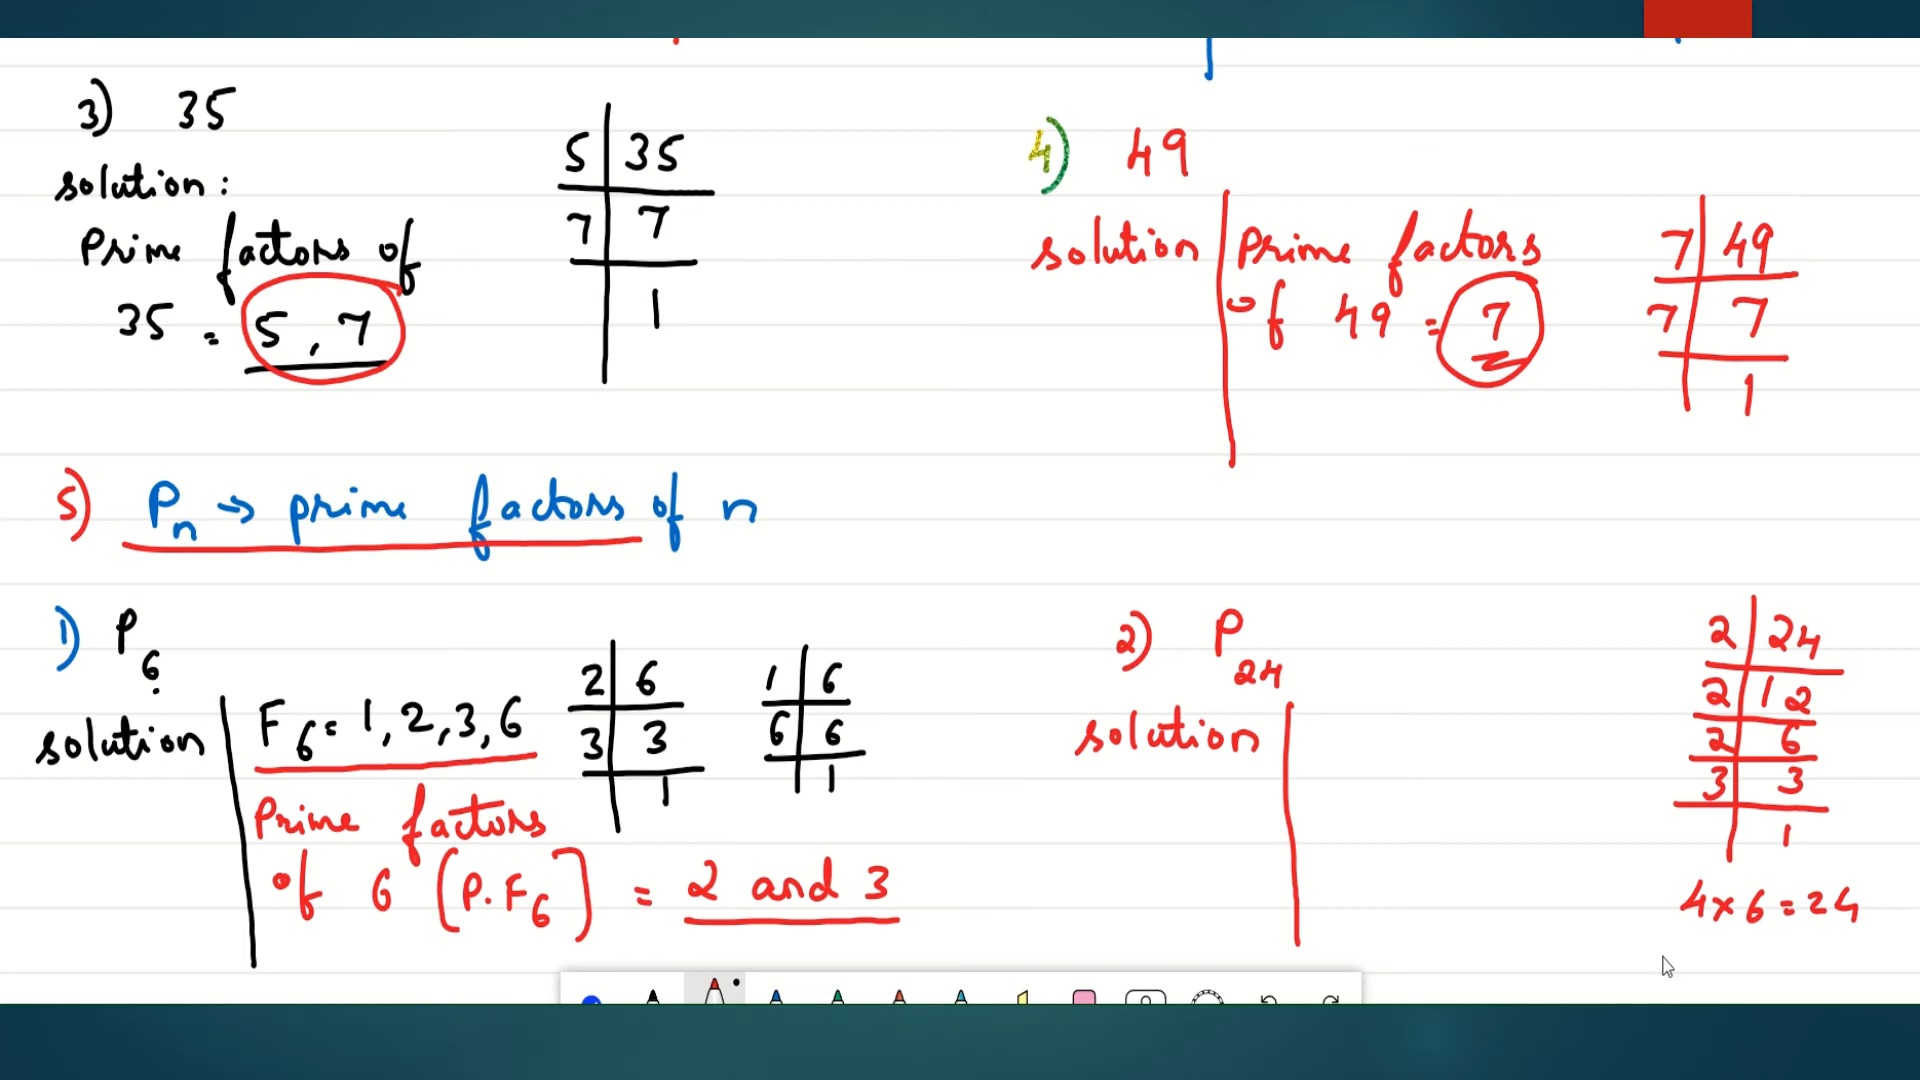 3) 35
solution:
Prime factors of
35 = 5, 7
5 35
7 7
1
4) 49
solution
Prime factors
of 49 = 7
7 49
7 7
1
5) Pn → prime factors of n
1) P6
solution
F6 = 1, 2, 3, 6
Prime factors
of 6 (P.F6) = 2 and 3
2 6
3 3
1
1 6
6 6
1
2) P24
solution
2 24
2 12
2 6
3 3
1
4 × 6 = 24